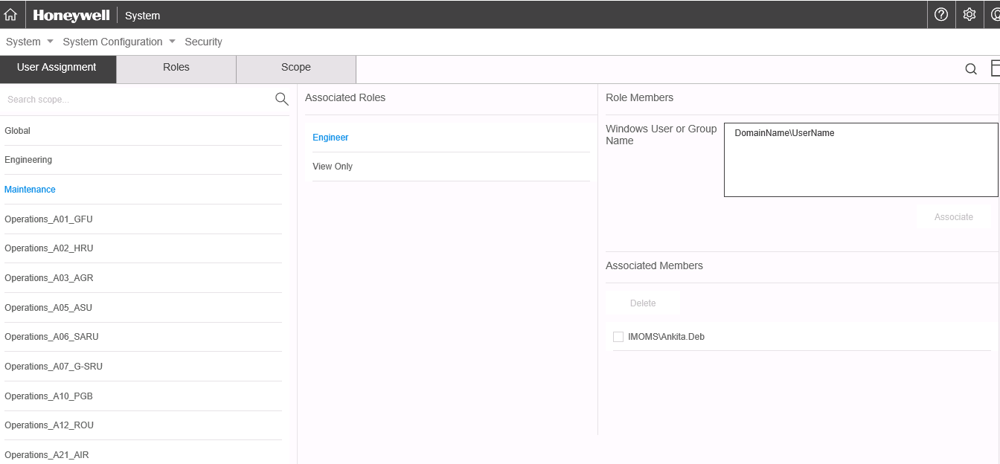 Honeywell System
System System Configuration Security
User Assignment Roles Scope
Search scope...
Global
Engineering
Maintenance
Operations_A01_GFU
Operations_A02_HRU
Operations_A03_AGR
Operations_A05_ASU
Operations_A06_SARU
Operations_A07_G-SRU
Operations_A10_PGB
Operations_A12_ROU
Operations_A21_AIR
Associated Roles
Engineer
View Only
Role Members
Windows User or Group
Name
DomainName\UserName
Associate
Associated Members
Delete
IMOMS\Ankita.Deb